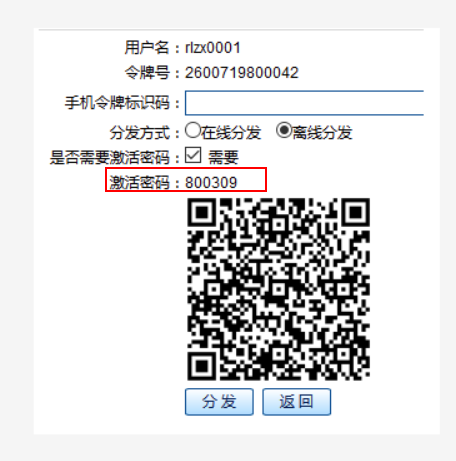 用户名：rlzx0001
令牌号：2600719800042
手机令牌标识码：
分发方式：在线分发 离线分发
是否需要激活密码：需要
激活密码：800309
分发 返回